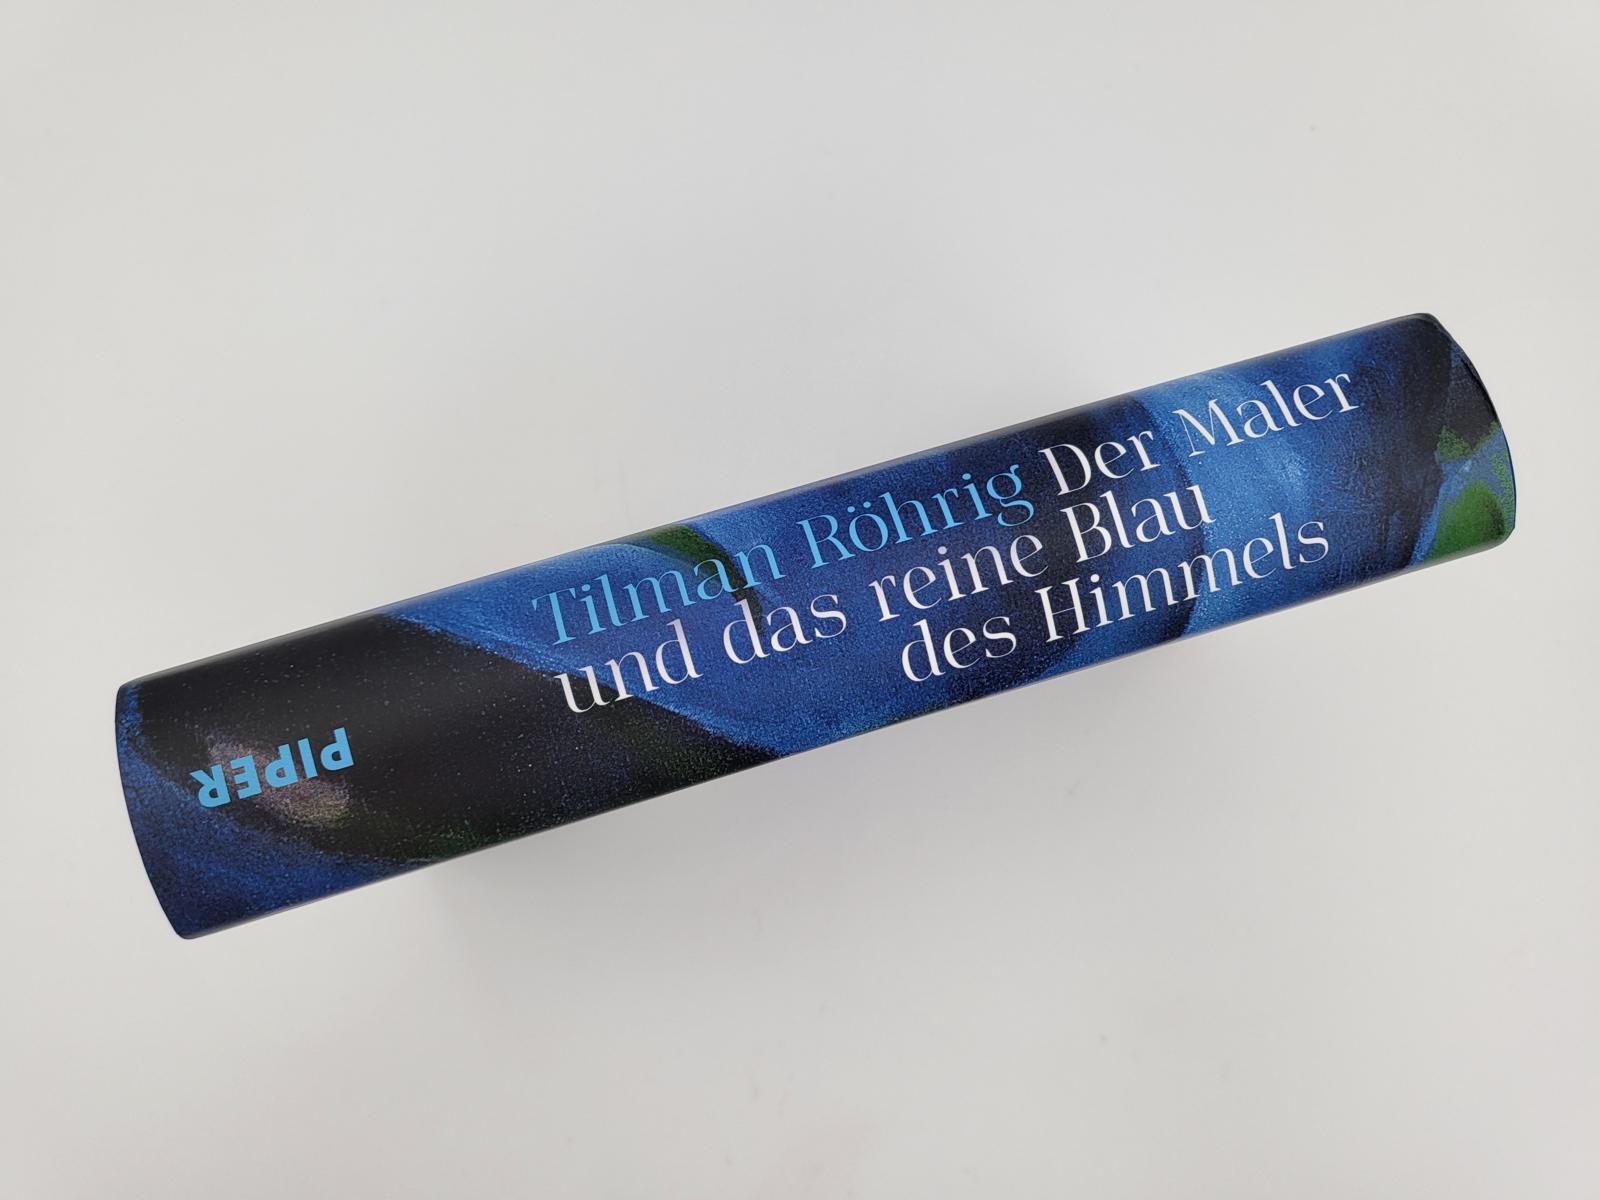 Tilman Röhrig Der Maler
und das reine Blau
des Himmels
PIPER